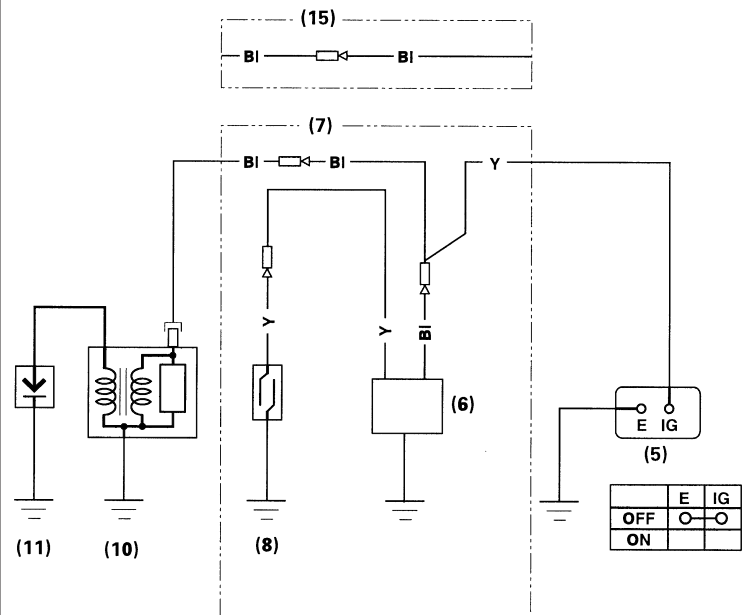 (15)
Bl Bl
(7)
Bl Bl Y
Y Y Bl
(6)
E IG
(5)
E IG
OFF
ON
(11) (10) (8)